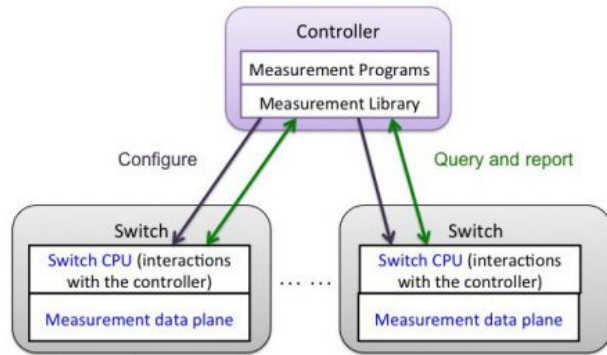 Controller
Measurement Programs
Measurement Library
Configure
Query and report
Switch
Switch CPU (interactions
with the controller)
Measurement data plane
... ...
Switch
Switch CPU (interactions
with the controller)
Measurement data plane